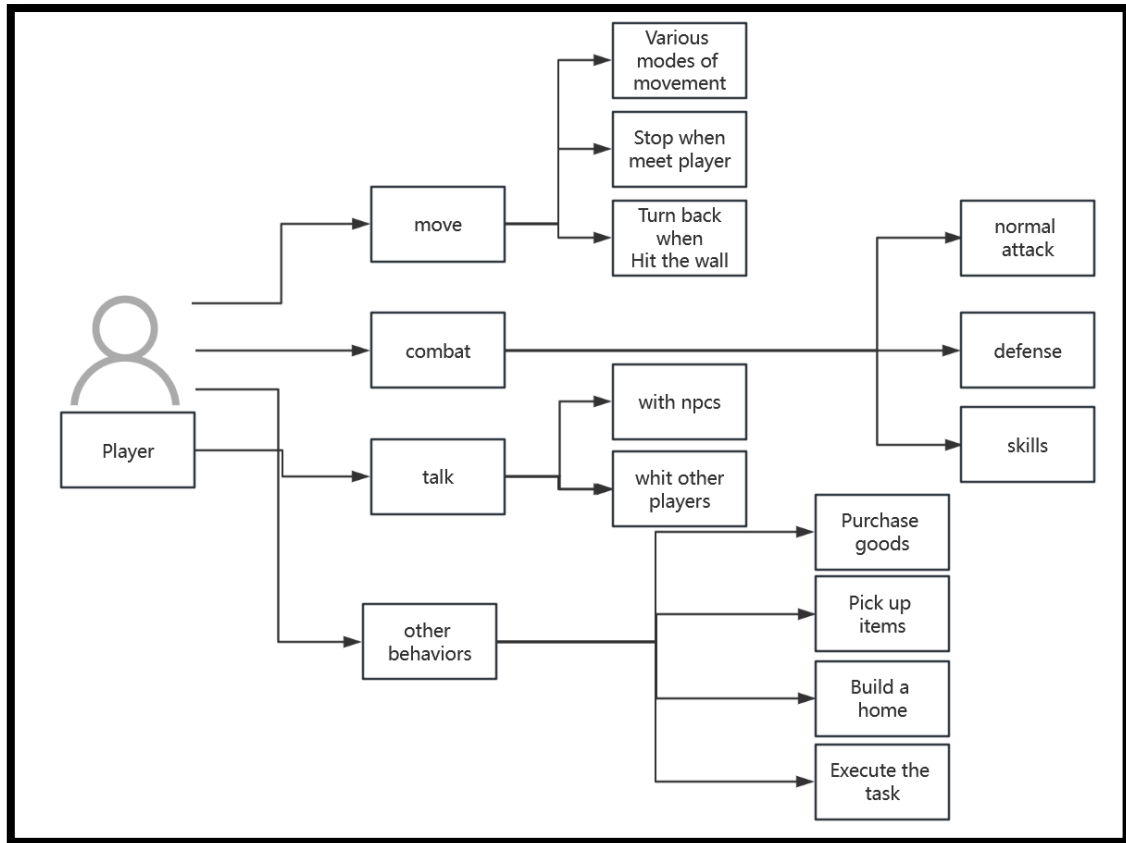 Various
modes of
movement
Stop when
meet player
move
Turn back
when
Hit the wall
normal
attack
combat
defense
with npcs
Player
talk
whit other
players
skills
Purchase
goods
Pick up
items
other
behaviors
Build a
home
Execute the
task